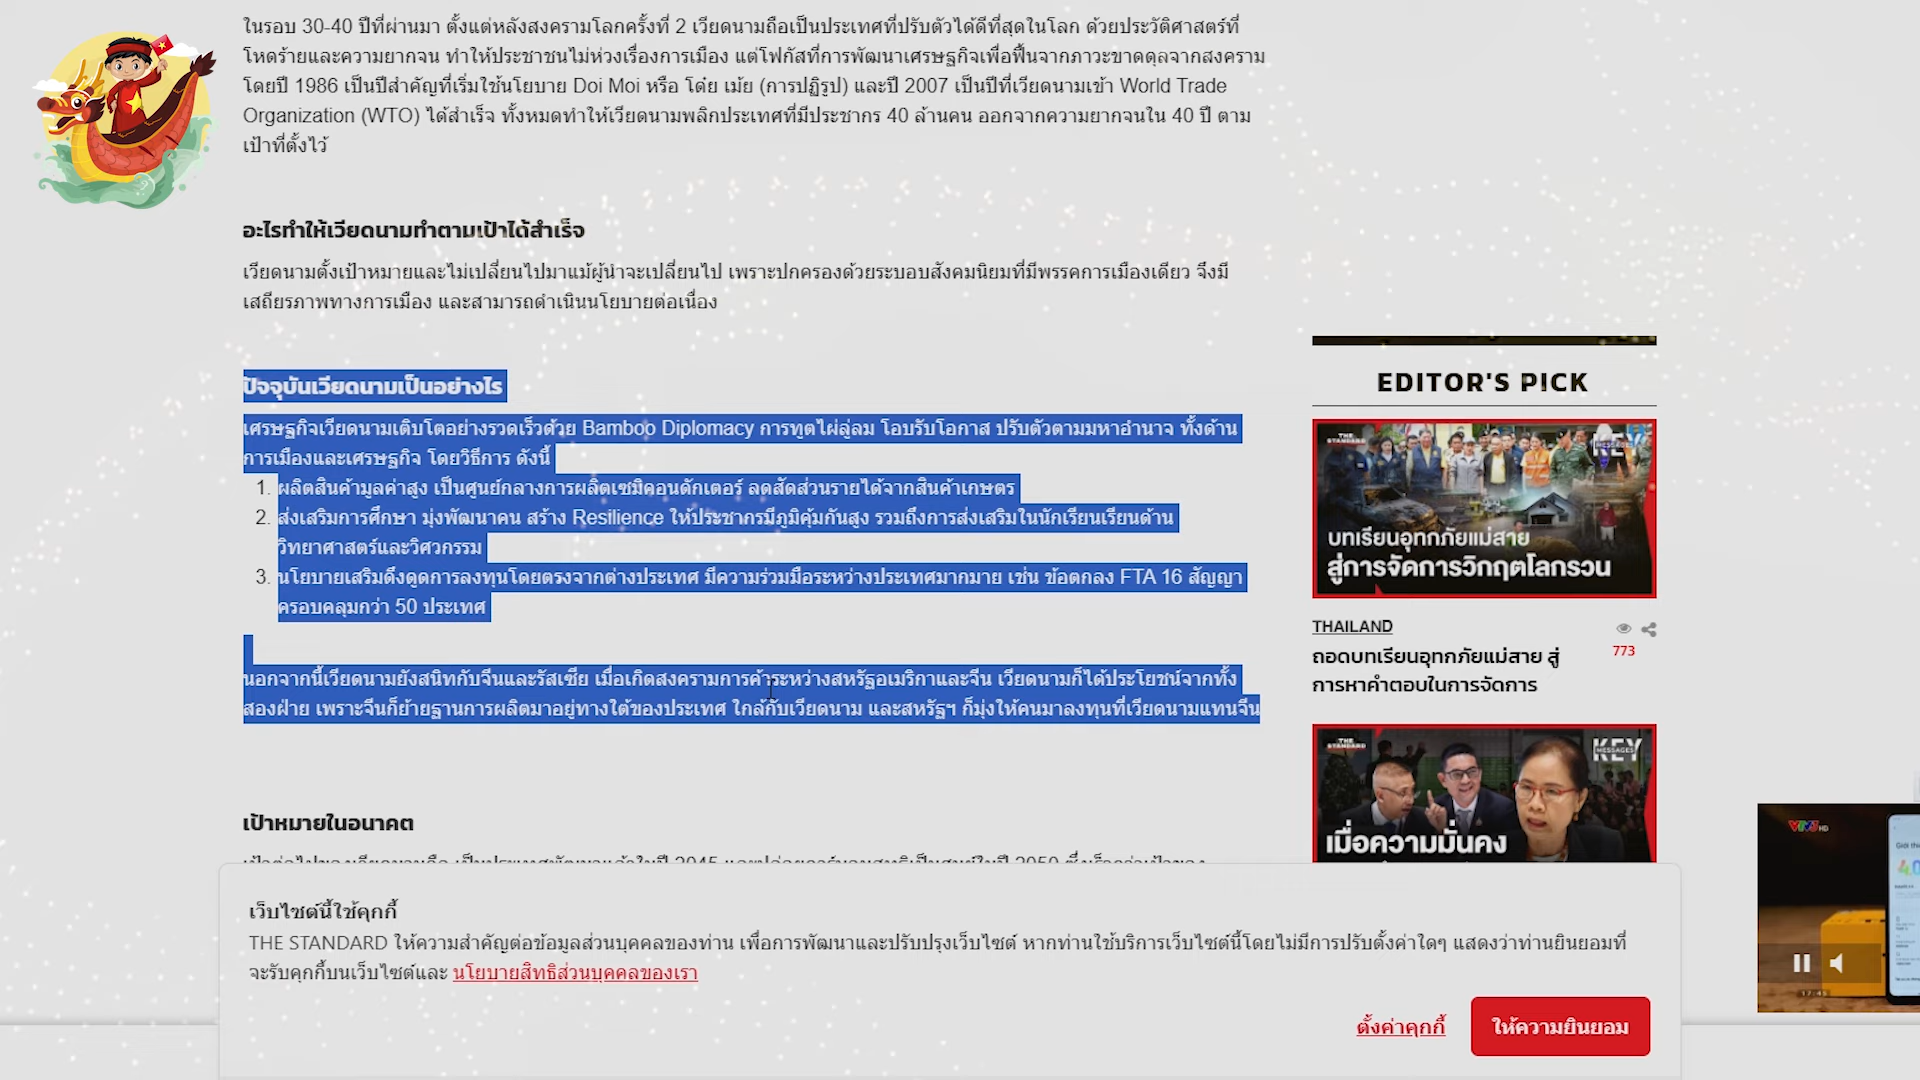 ในรอบ 30-40 ปีที่ผ่านมา ตั้งแต่หลังสงครามโลกครั้งที่ 2 เวียดนามถือเป็นประเทศที่ปรับตัวได้ดีที่สุดในโลก ด้วยประวัติศาสตร์ที่
โหดร้ายและความยากจน ทำให้ประชาชนไม่ห่วงเรื่องการเมือง แต่โฟกัสที่การพัฒนาเศรษฐกิจเพื่อฟื้นจากภาวะขาดดุลจากสงคราม
โดยปี 1986 เป็นปีสำคัญที่เริ่มใช้นโยบาย Doi Moi หรือ โด๋ย เม้ย (การปฏิรูป) และปี 2007 เป็นปีที่เวียดนามเข้า World Trade
Organization (WTO) ได้สำเร็จ ทั้งหมดทำให้เวียดนามพลิกประเทศที่มีประชากร 40 ล้านคน ออกจากความยากจนใน 40 ปี ตาม
เป้าที่ตั้งไว้
อะไรทำให้เวียดนามทำตามเป้าได้สำเร็จ
เวียดนามตั้งเป้าหมายและไม่เปลี่ยนไปมาแม้ผู้นำจะเปลี่ยนไป เพราะปกครองด้วยระบอบสังคมนิยมที่มีพรรคการเมืองเดียว จึงมี
เสถียรภาพทางการเมือง และสามารถดำเนินนโยบายต่อเนื่อง
ปัจจุบันเวียดนามเป็นอย่างไร
เศรษฐกิจเวียดนามเติบโตอย่างรวดเร็วด้วย Bamboo Diplomacy การทูตไผ่ลู่ลม โอบรับโอกาส ปรับตัวตามมหาอำนาจ ทั้งด้าน
การเมืองและเศรษฐกิจ โดยวิธีการ ดังนี้
1. ผลิตสินค้ามูลค่าสูง เป็นศูนย์กลางการผลิตเซมิคอนดักเตอร์ ลดสัดส่วนรายได้จากสินค้าเกษตร
2. ส่งเสริมการศึกษา มุ่งพัฒนาคน สร้าง Resilience ให้ประชากรมีภูมิคุ้มกันสูง รวมถึงการส่งเสริมในนักเรียนเรียนด้าน
วิทยาศาสตร์และวิศวกรรม
3. นโยบายเสริมดึงดูดการลงทุนโดยตรงจากต่างประเทศ มีความร่วมมือระหว่างประเทศมากมาย เช่น ข้อตกลง FTA 16 สัญญา
ครอบคลุมกว่า 50 ประเทศ
นอกจากนี้เวียดนามยังสนิทกับจีนและรัสเซีย เมื่อเกิดสงครามการค้าระหว่างสหรัฐอเมริกาและจีน เวียดนามก็ได้ประโยชน์จากทั้ง
สองฝ่าย เพราะจีนก็ย้ายฐานการผลิตมาอยู่ทางใต้ของประเทศ ใกล้กับเวียดนาม และสหรัฐฯ ก็มุ่งให้คนมาลงทุนที่เวียดนามแทนจีน
เป้าหมายในอนาคต
EDITOR'S PICK
THE STANDARD
บทเรียนอุทกภัยแม่สาย
สู่การจัดการวิกฤตโลกรวน
THAILAND
773
ถอดบทเรียนอุทกภัยแม่สาย สู่
การหาคำตอบในการจัดการ
THE STANDARD
KEY
MESSAGES
เมื่อความมั่นคง
VTV3 HD
Giới th
4.0
17:45
เว็บไซต์นี้ใช้คุกกี้
THE STANDARD ให้ความสำคัญต่อข้อมูลส่วนบุคคลของท่าน เพื่อการพัฒนาและปรับปรุงเว็บไซต์ หากท่านใช้บริการเว็บไซต์นี้โดยไม่มีการปรับตั้งค่าใดๆ แสดงว่าท่านยินยอมที่
จะรับคุกกี้บนเว็บไซต์และ นโยบายสิทธิส่วนบุคคลของเรา
ตั้งค่าคุกกี้
ให้ความยินยอม